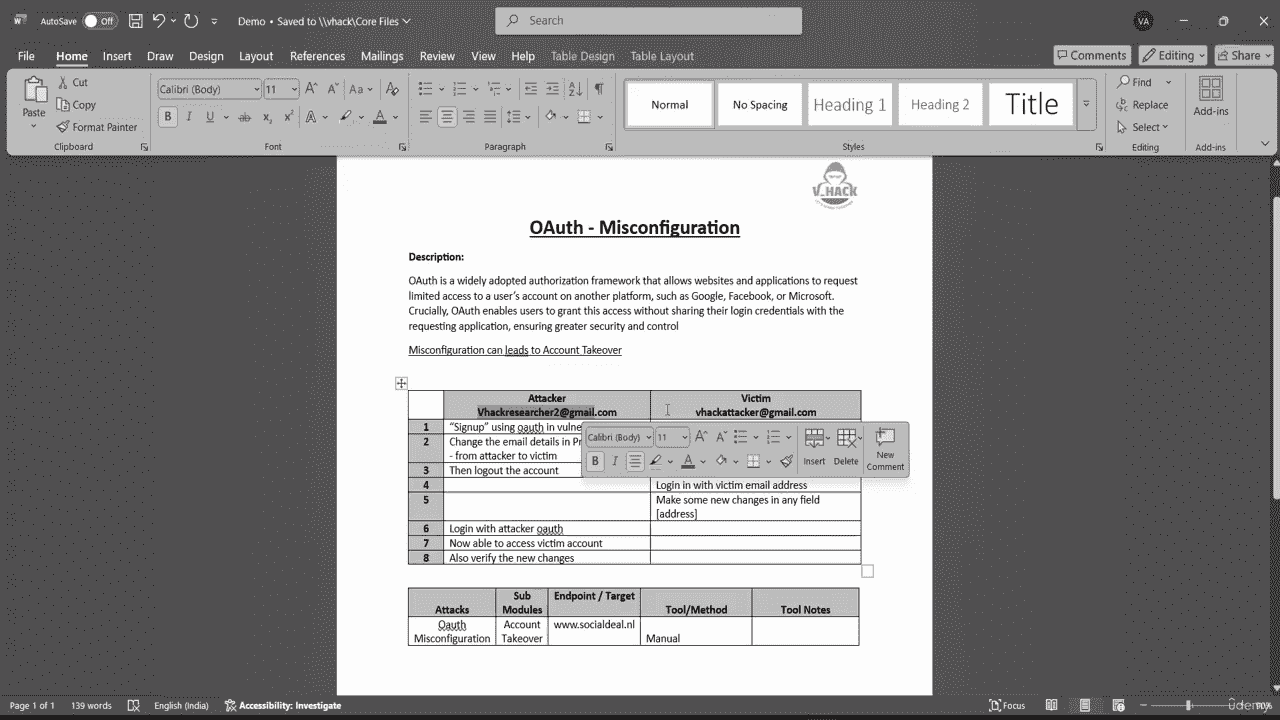 AutoSave Off Demo • Saved to \\vhack\Core Files Search VA
File Home Insert Draw Design Layout References Mailings Review View Help Table Design Table Layout Comments Editing Share
Paste Cut Copy Format Painter
Calibri (Body) 11
Normal No Spacing Heading 1 Heading 2 Title
Find Replace Select Add-ins
Clipboard Font Paragraph Styles Editing Add-ins
V_HACK
OAuth - Misconfiguration
Description:
OAuth is a widely adopted authorization framework that allows websites and applications to request
limited access to a user's account on another platform, such as Google, Facebook, or Microsoft.
Crucially, OAuth enables users to grant this access without sharing their login credentials with the
requesting application, ensuring greater security and control
Misconfiguration can leads to Account Takeover
Attacker Victim
Vhackresearcher2@gmail.com vhackattacker@gmail.com
1 “Signup” using oauth in vulne
2 Change the email details in Pr
- from attacker to victim
3 Then logout the account
Calibri (Body) 11
Insert Delete New Comment
4 Login in with victim email address
5 Make some new changes in any field
[address]
6 Login with attacker oauth
7 Now able to access victim account
8 Also verify the new changes
Attacks Sub Modules Endpoint / Target Tool/Method Tool Notes
Oauth Misconfiguration Account Takeover www.socialdeal.nl Manual
Page 1 of 1 139 words English (India) Accessibility: Investigate Focus